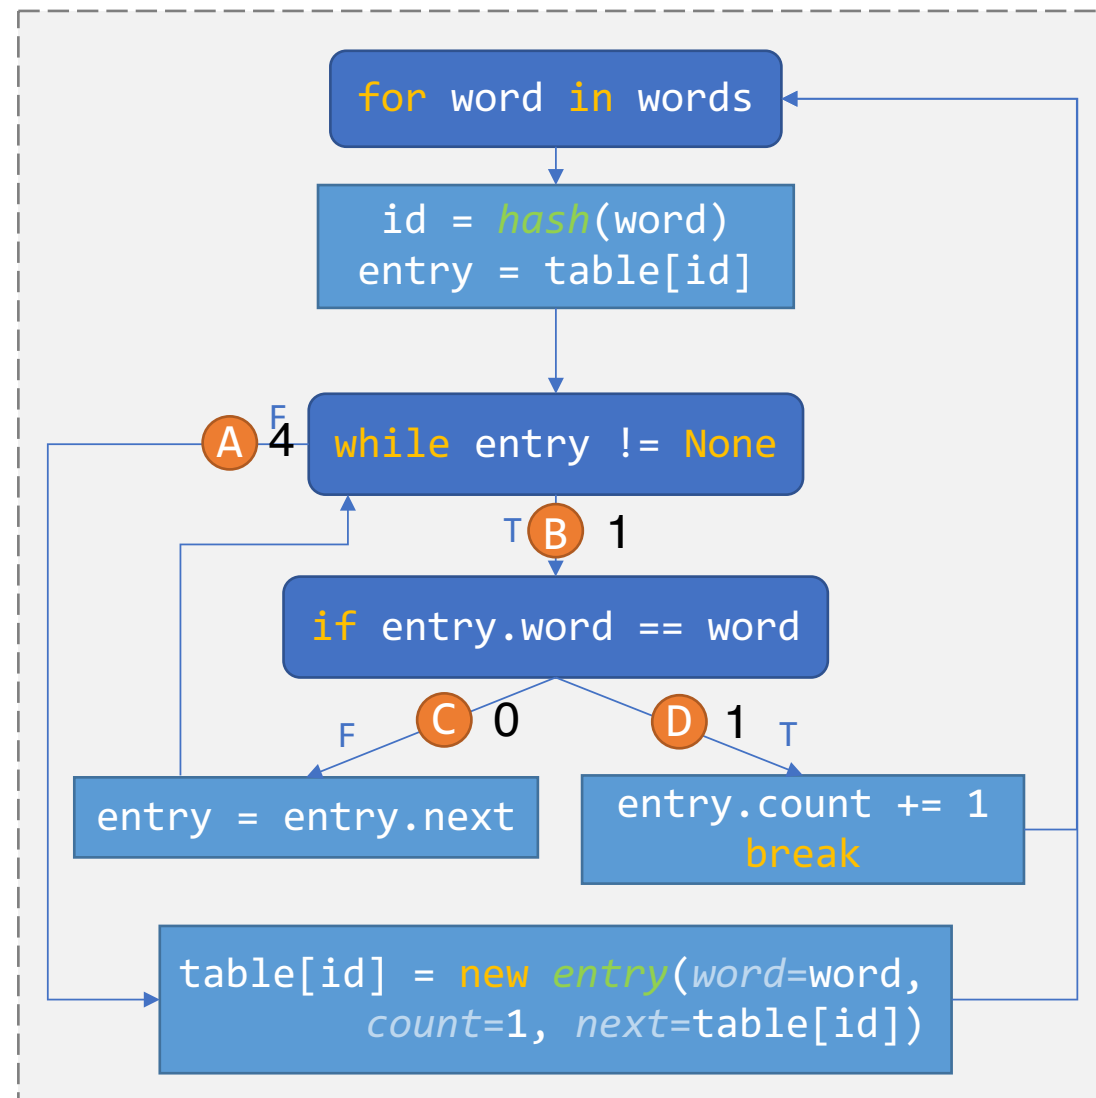 for word in words
id = hash(word)
entry = table[id]
F
A 4
while entry != None
T B 1
if entry.word == word
C 0
D 1
F
T
entry = entry.next
entry.count += 1
break
table[id] = new entry(word=word,
count=1, next=table[id])